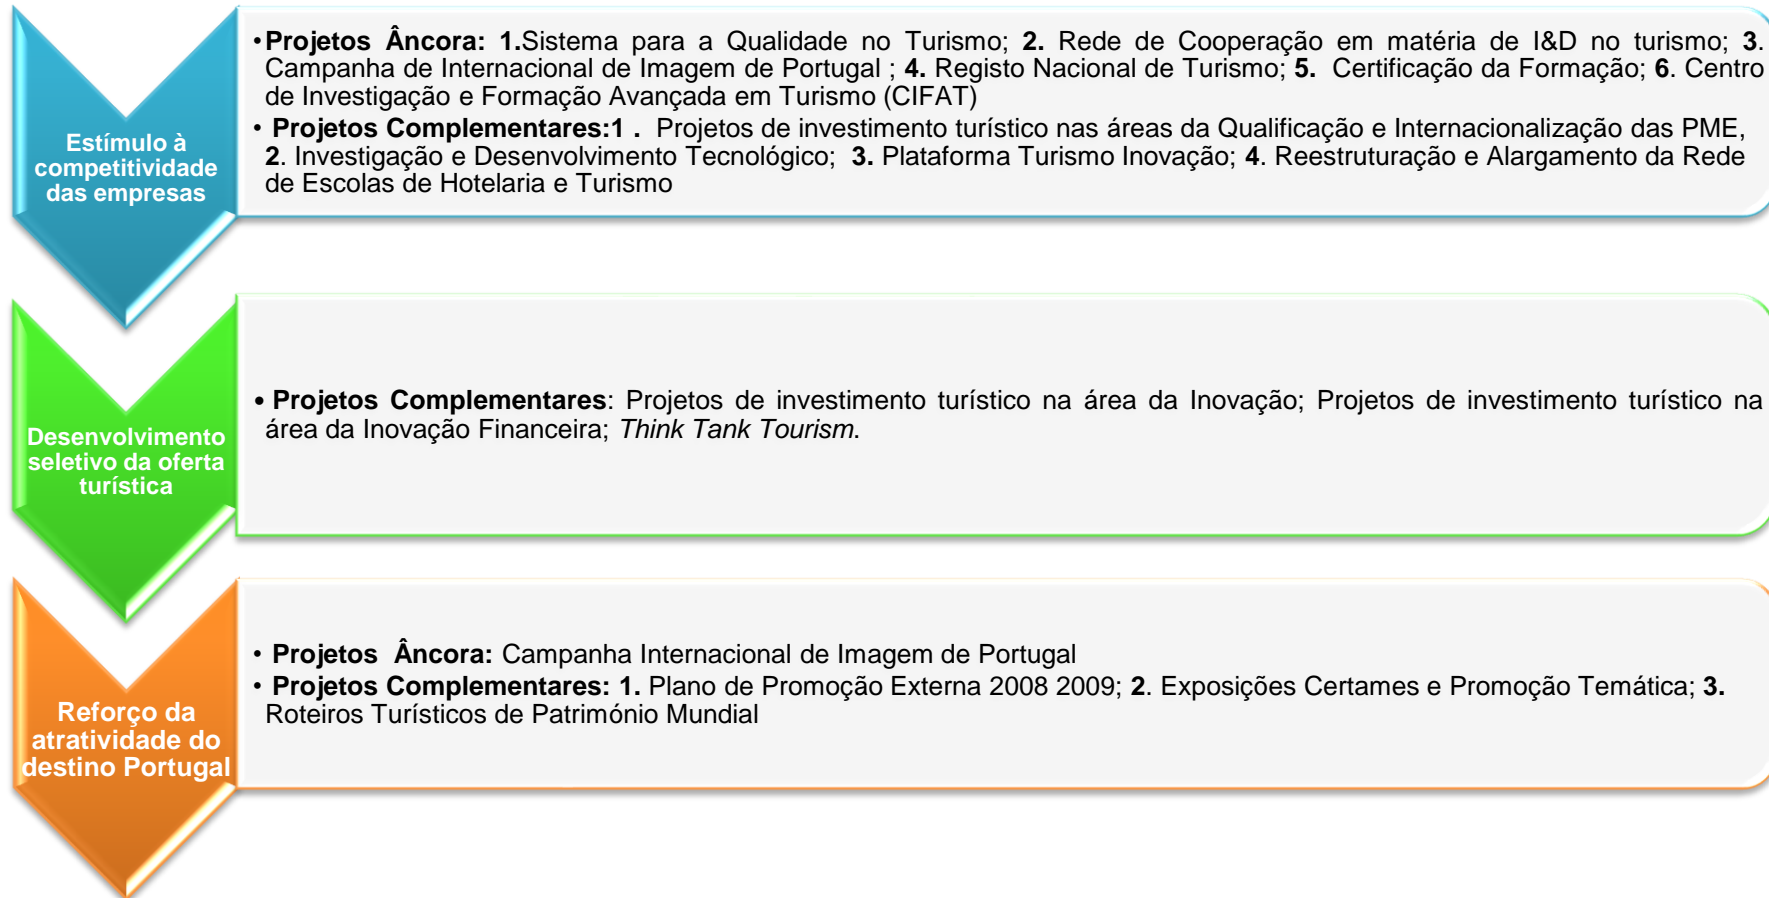 Estímulo à
competitividade
das empresas
•Projetos Âncora: 1.Sistema para a Qualidade no Turismo; 2. Rede de Cooperação em matéria de I&D no turismo; 3.
Campanha de Internacional de Imagem de Portugal ; 4. Registo Nacional de Turismo; 5. Certificação da Formação; 6. Centro
de Investigação e Formação Avançada em Turismo (CIFAT)
• Projetos Complementares:1 . Projetos de investimento turístico nas áreas da Qualificação e Internacionalização das PME,
2. Investigação e Desenvolvimento Tecnológico; 3. Plataforma Turismo Inovação; 4. Reestruturação e Alargamento da Rede
de Escolas de Hotelaria e Turismo
Desenvolvimento
seletivo da oferta
turística
• Projetos Complementares: Projetos de investimento turístico na área da Inovação; Projetos de investimento turístico na
área da Inovação Financeira; Think Tank Tourism.
Reforço da
atratividade do
destino Portugal
• Projetos Âncora: Campanha Internacional de Imagem de Portugal
• Projetos Complementares: 1. Plano de Promoção Externa 2008 2009; 2. Exposições Certames e Promoção Temática; 3.
Roteiros Turísticos de Património Mundial